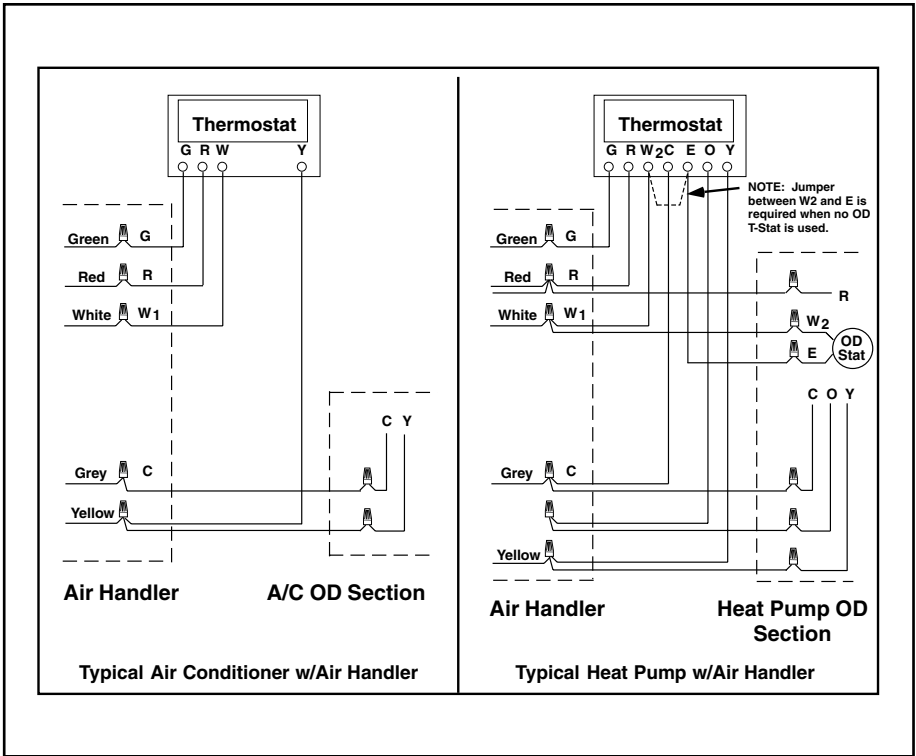 Thermostat
G R W Y
Green G
Red R
White W1
C Y
Grey C
Yellow
Air Handler
A/C OD Section
Typical Air Conditioner w/Air Handler
Thermostat
G R W2 C E O Y
NOTE: Jumper
between W2 and E is
required when no OD
T-Stat is used.
Green G
Red R
R
White W1
W2
OD
Stat
E
C O Y
Grey C
Yellow
Air Handler
Heat Pump OD
Section
Typical Heat Pump w/Air Handler